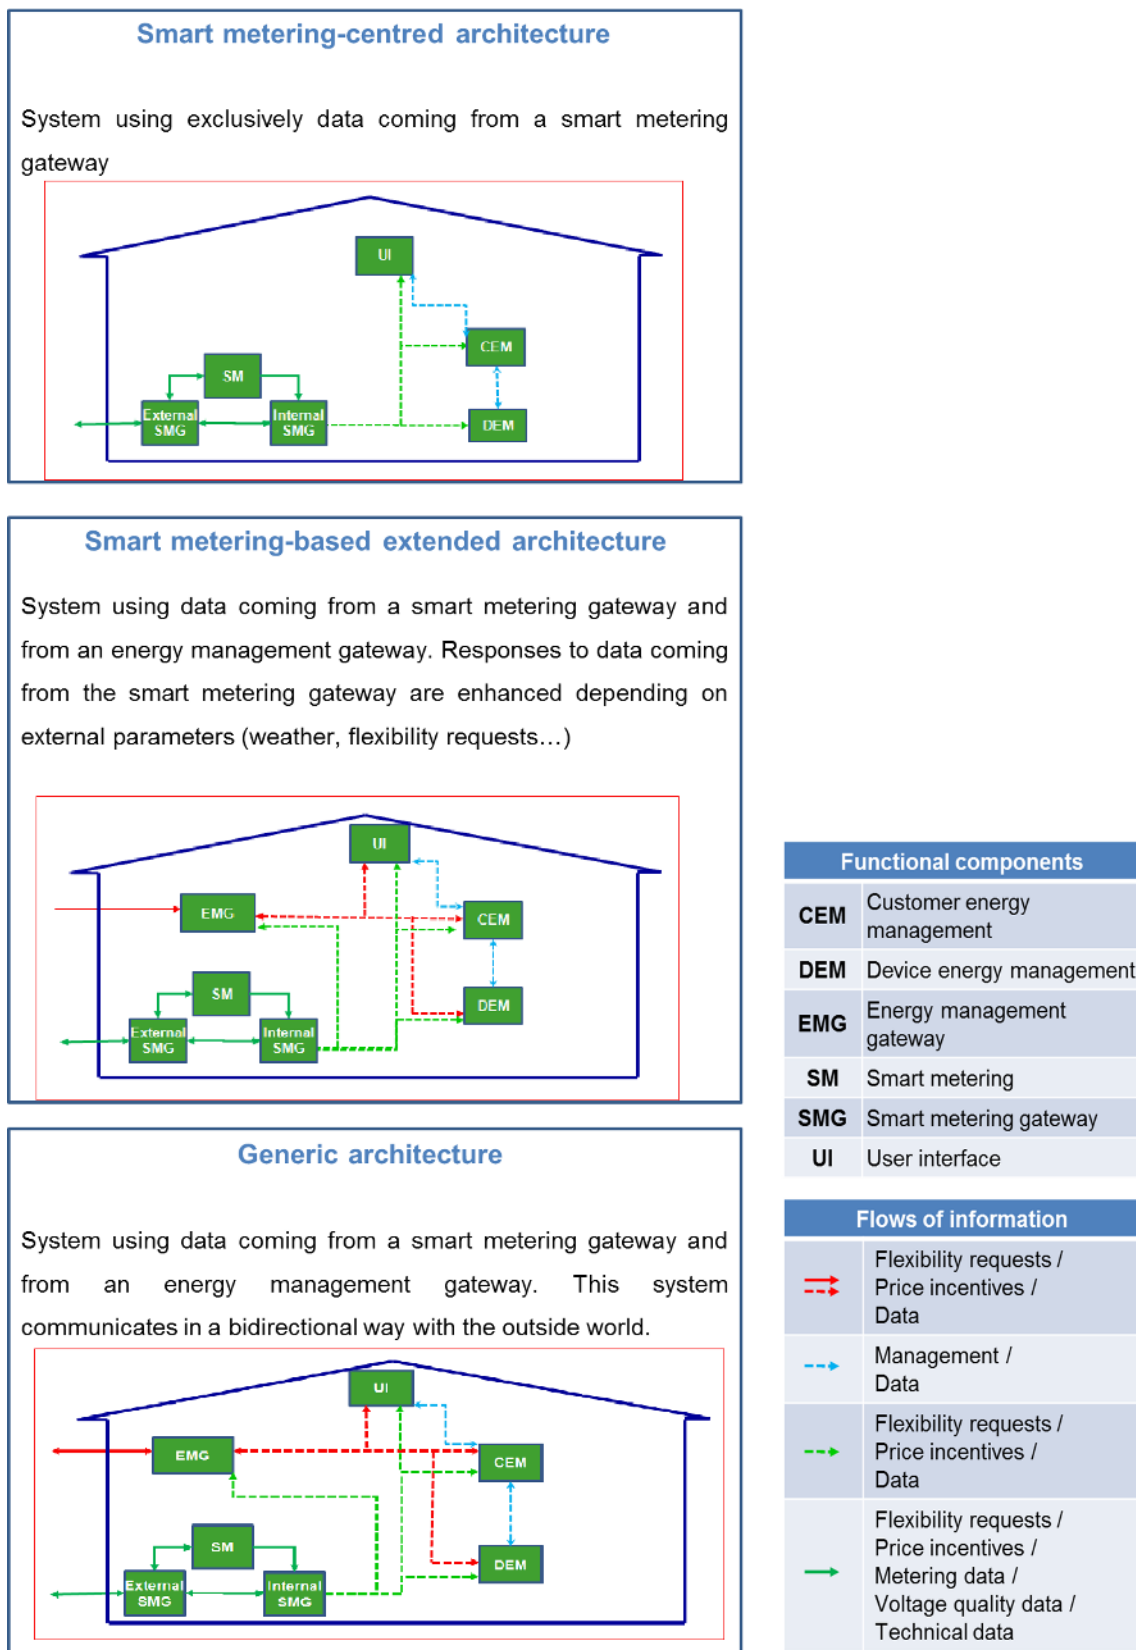 Smart metering-centred architecture
System using exclusively data coming from a smart metering
gateway
UI
CEM
SM
External
SMG
Internal
SMG
DEM
Smart metering-based extended architecture
System using data coming from a smart metering gateway and
from an energy management gateway. Responses to data coming
from the smart metering gateway are enhanced depending on
external parameters (weather, flexibility requests…)
UI
EMG
CEM
SM
DEM
External
SMG
Internal
SMG
Generic architecture
System using data coming from a smart metering gateway and
from an energy management gateway. This system
communicates in a bidirectional way with the outside world.
UI
EMG
CEM
SM
DEM
External
SMG
Internal
SMG
Functional components
CEM Customer energy
management
DEM Device energy management
EMG Energy management
gateway
SM Smart metering
SMG Smart metering gateway
UI User interface
Flows of information
Flexibility requests /
Price incentives /
Data
Management /
Data
Flexibility requests /
Price incentives /
Data
Flexibility requests /
Price incentives /
Metering data /
Voltage quality data /
Technical data